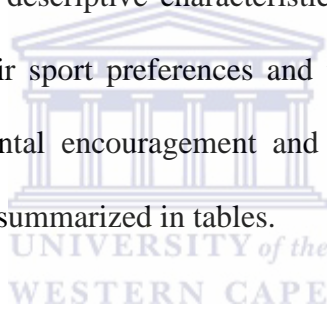 descriptive characteristic
ir sport preferences and
ntal encouragement and
summarized in tables.
UNIVERSITY of the
WESTERN CAPE